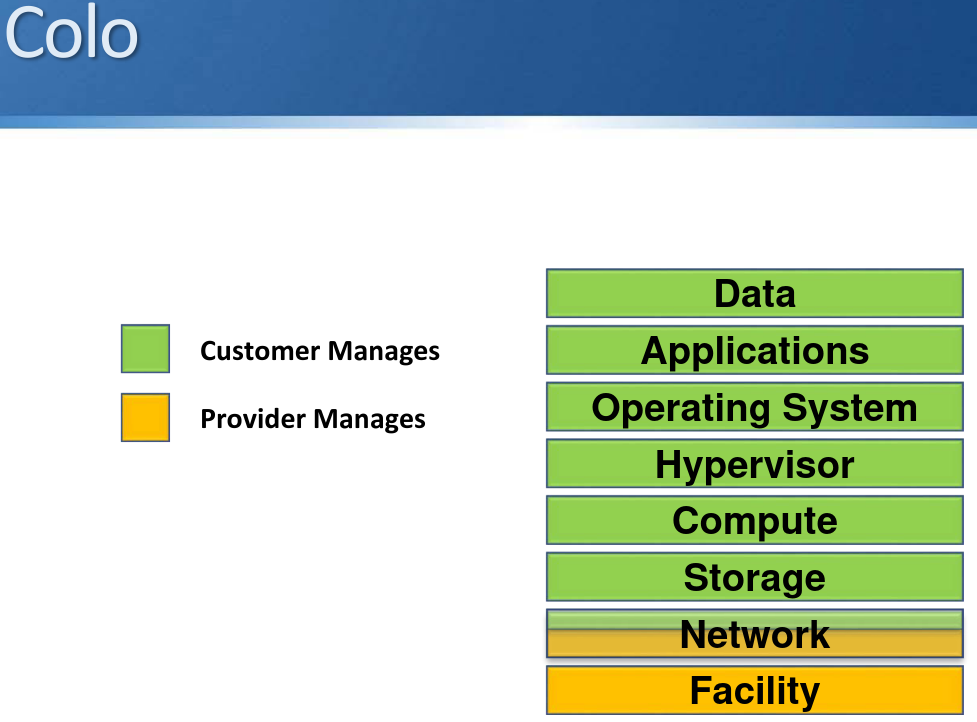 Colo
Customer Manages
Provider Manages
Data
Applications
Operating System
Hypervisor
Compute
Storage
Network
Facility